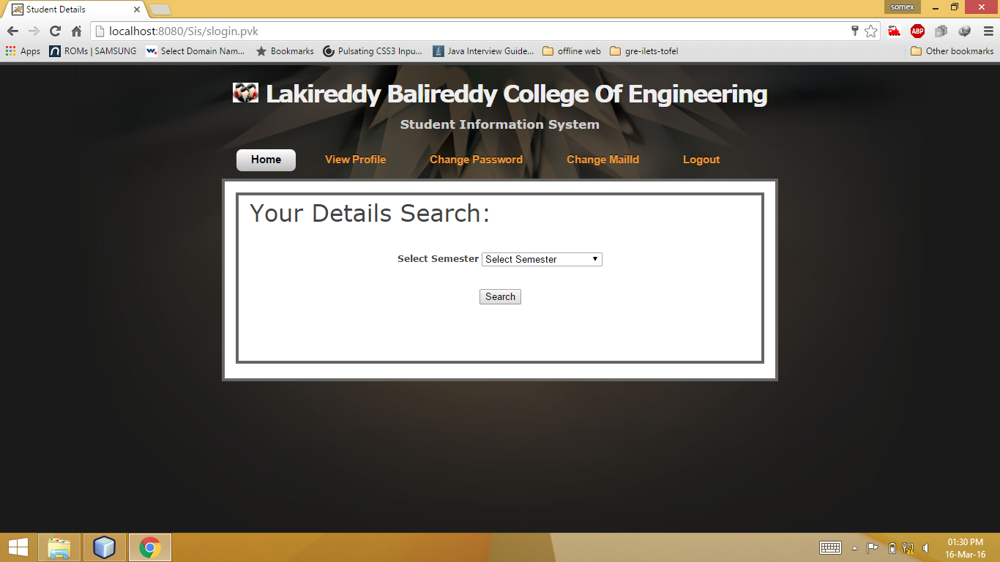 Student Details
somex
localhost:8080/Sis/slogin.pvk
ABP
Apps ROMs | SAMSUNG Select Domain Nam... Bookmarks Pulsating CSS3 Inpu... Java Interview Guide... offline web gre-ilets-tofel Other bookmarks
Lakireddy Balireddy College Of Engineering
Student Information System
Home View Profile Change Password Change MailId Logout
Your Details Search:
Select Semester Select Semester
Search
01:30 PM
16-Mar-16